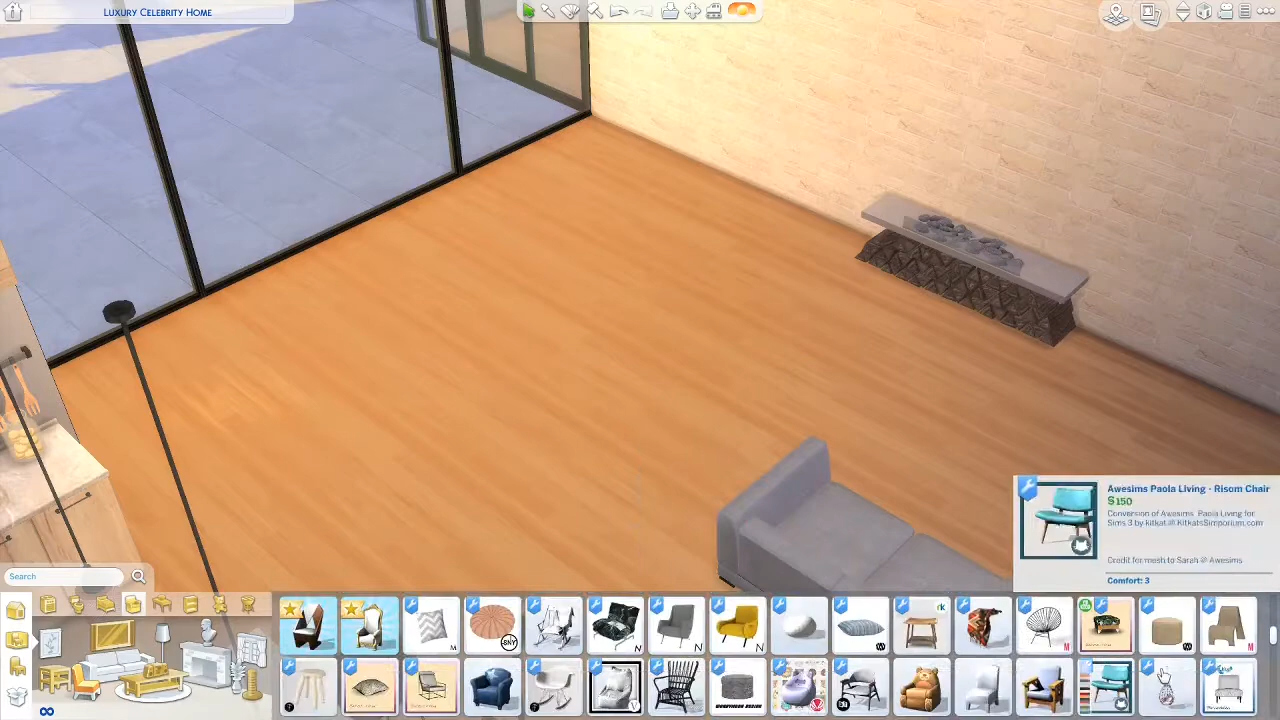 Luxury Celebrity Home
Awesims Paola Living - Risom Chair
§150
Conversion of Awesims Paola Living for
Sims 3 by kitkat @ KitkatsSimporium.com
Credit for mesh to Sarah @ Awesims
Comfort: 3
Search